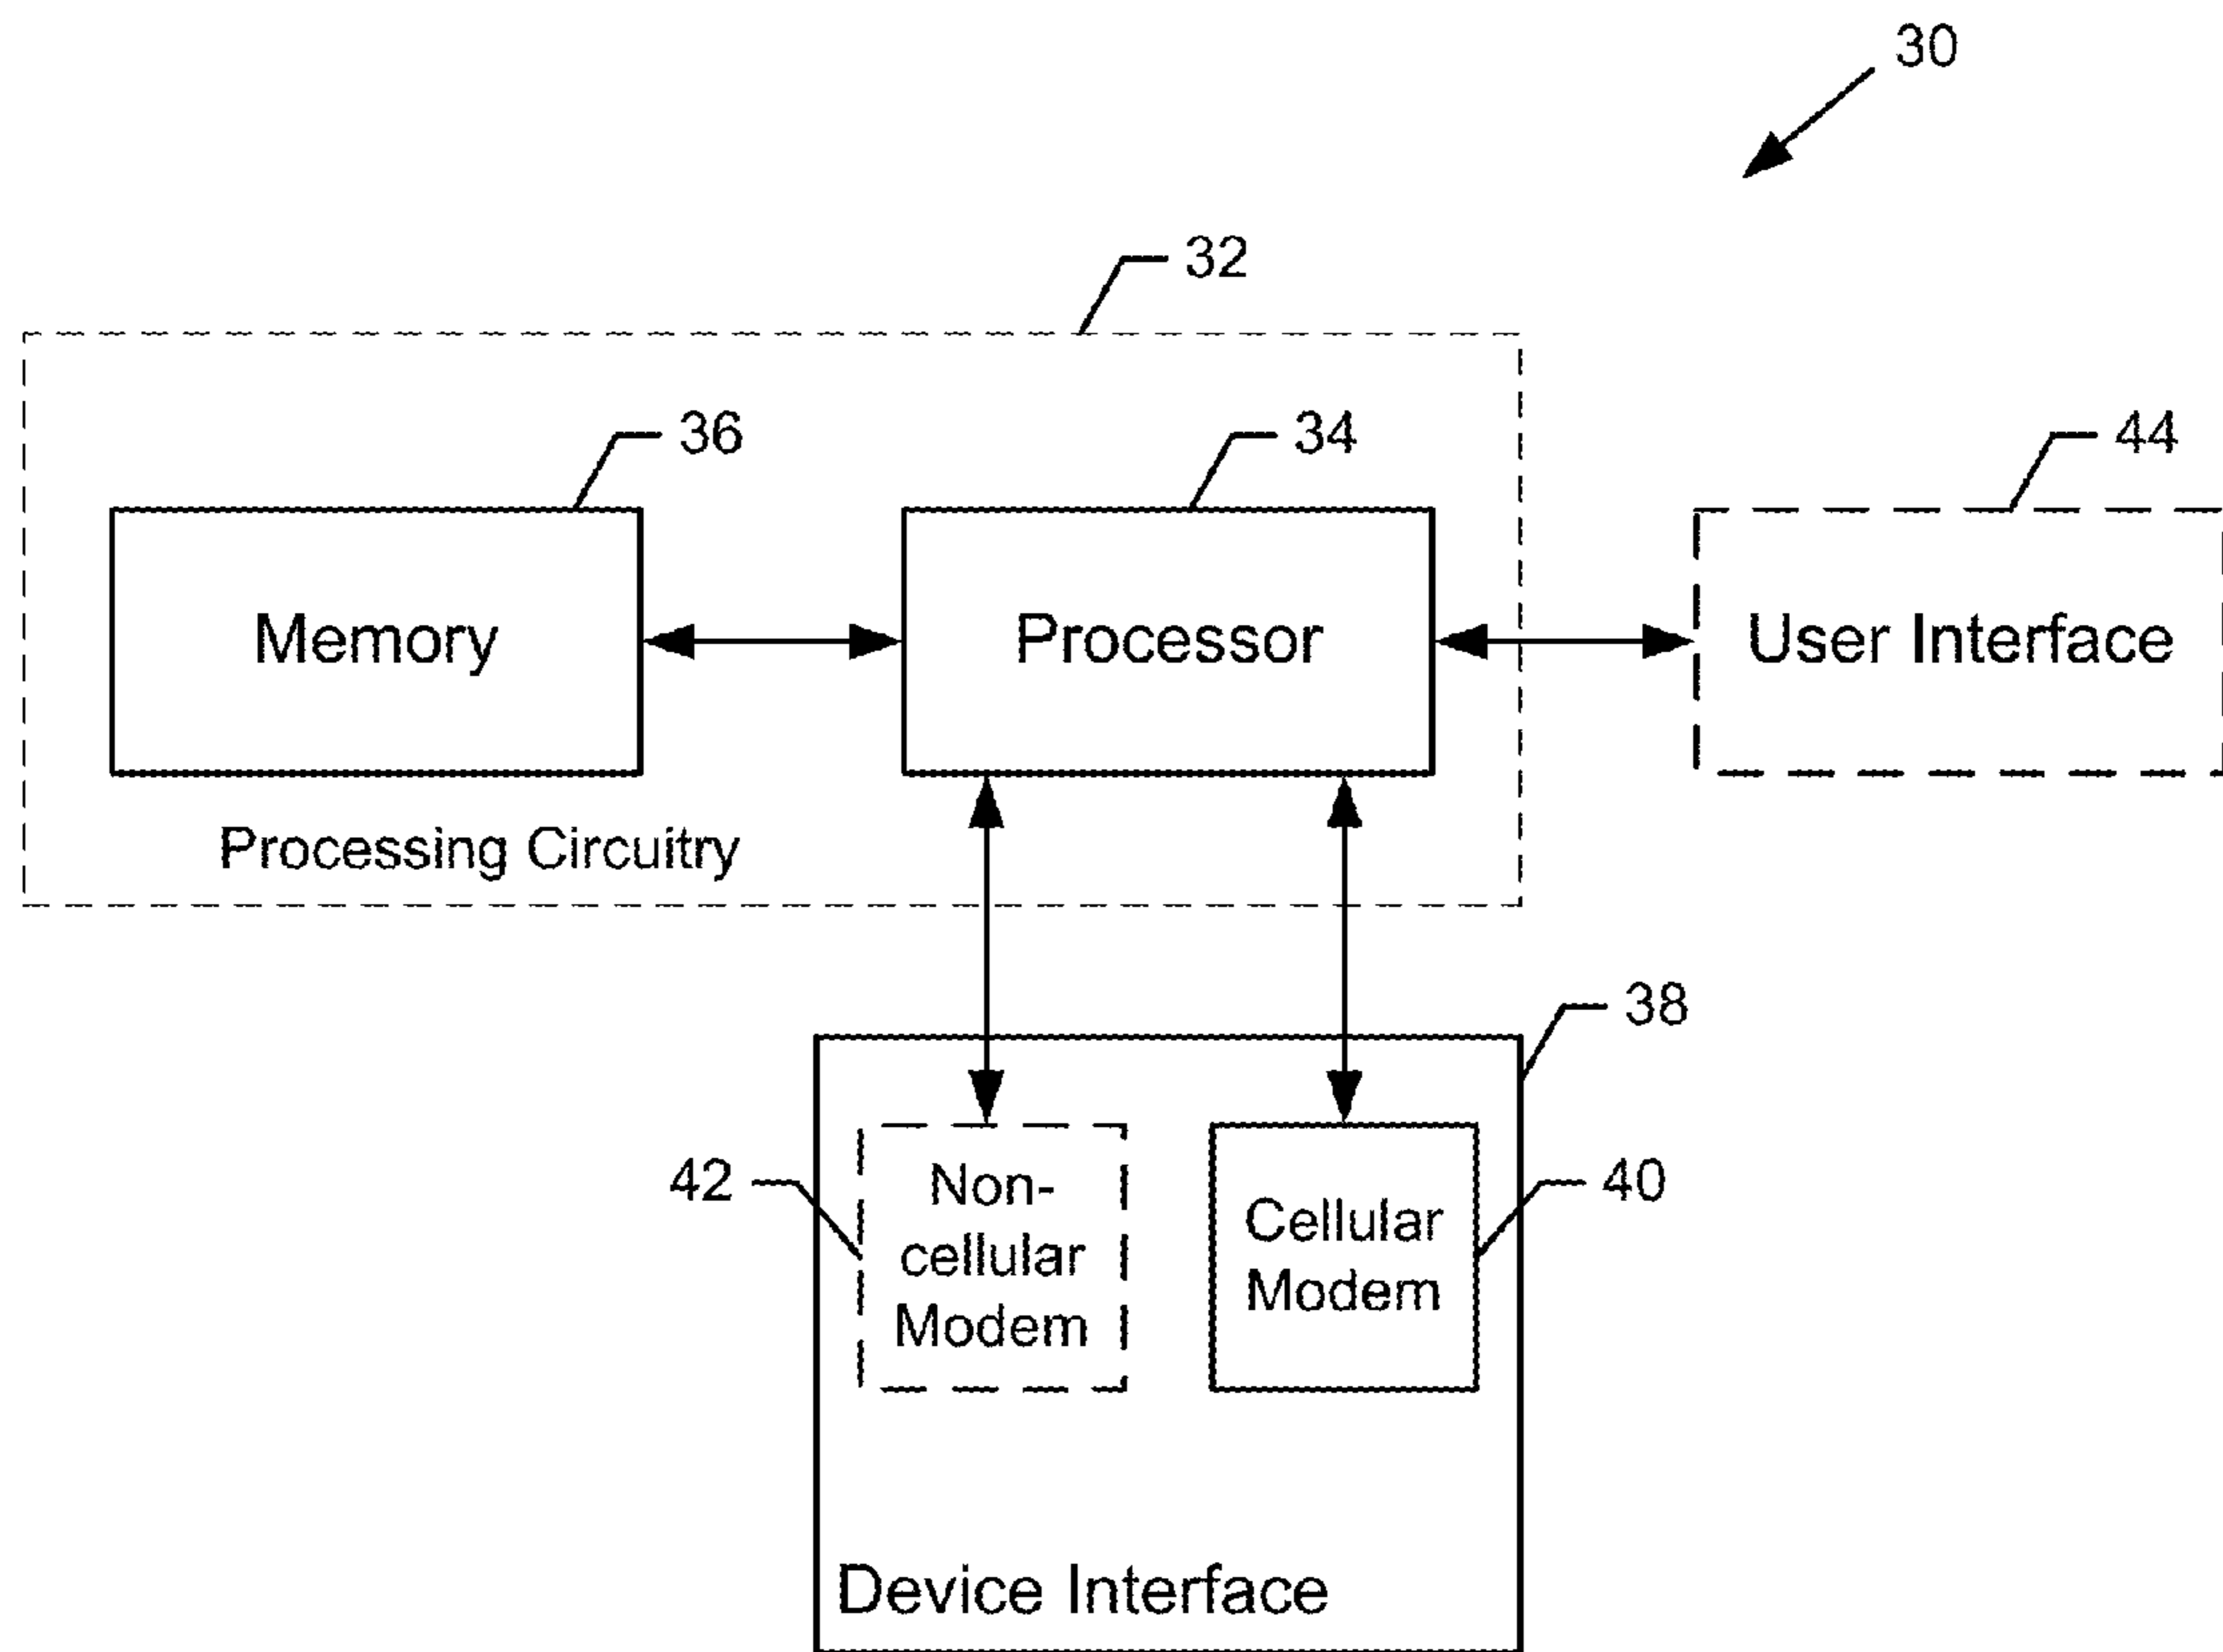 30
32
36
34
44
Memory
Processor
User Interface
Processing Circuitry
38
42
Non-
cellular
Modem
Cellular
Modem
40
Device Interface